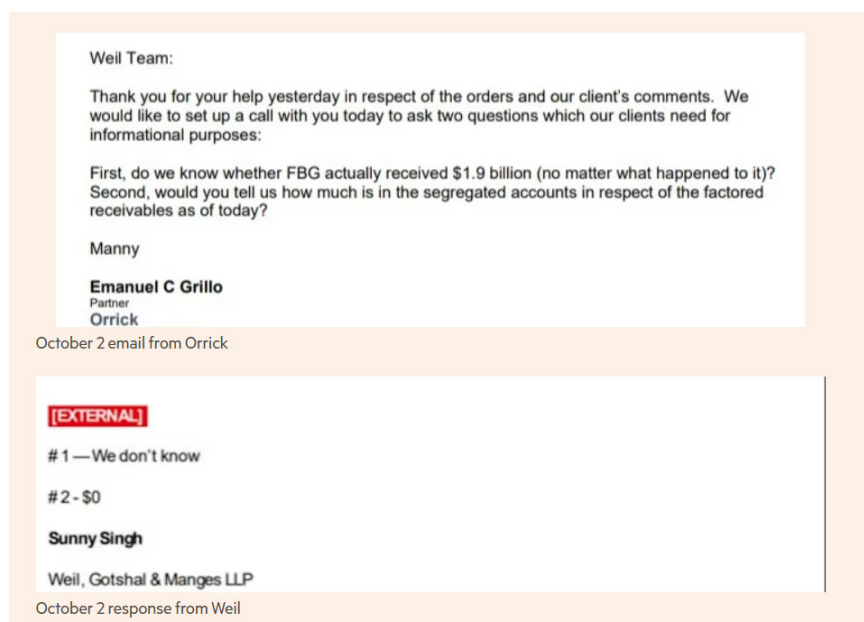 Weil Team:
Thank you for your help yesterday in respect of the orders and our client's comments. We
would like to set up a call with you today to ask two questions which our clients need for
informational purposes:
First, do we know whether FBG actually received $1.9 billion (no matter what happened to it)?
Second, would you tell us how much is in the segregated accounts in respect of the factored
receivables as of today?
Manny
Emanuel C Grillo
Partner
Orrick
October 2 email from Orrick
[EXTERNAL]
#1—We don't know
#2-$0
Sunny Singh
Weil, Gotshal & Manges LLP
October 2 response from Weil